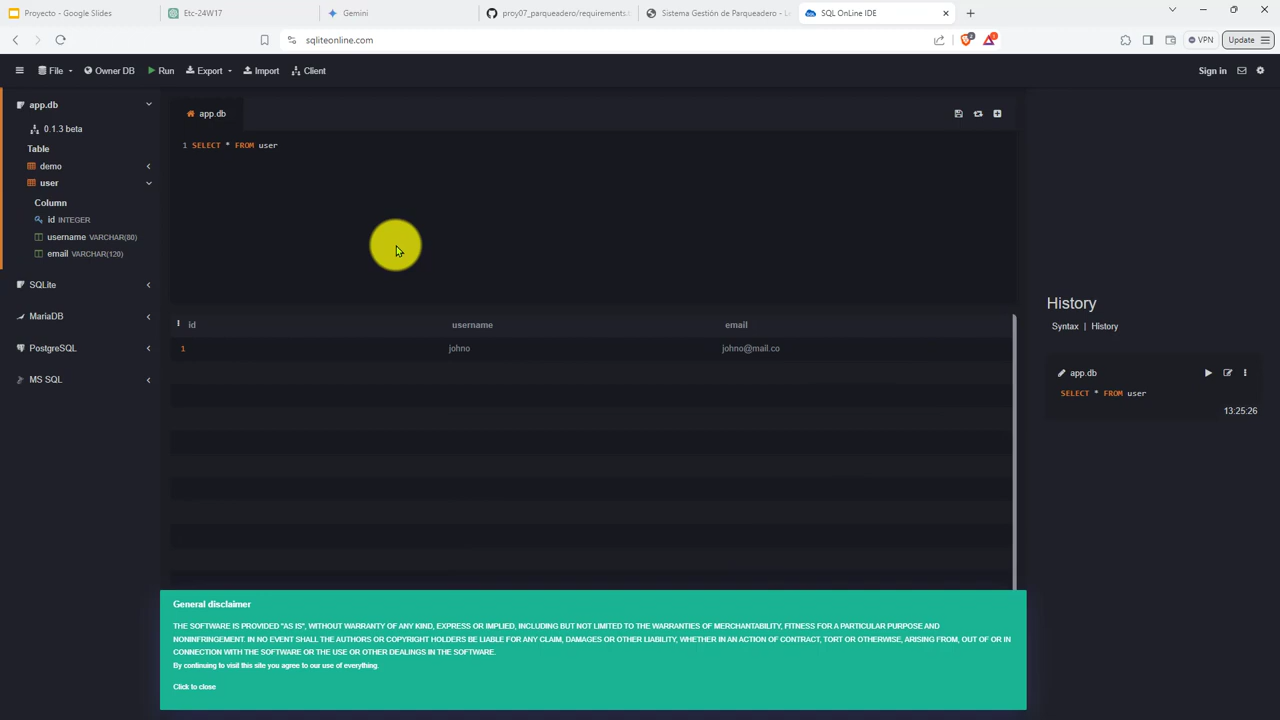 Proyecto - Google Slides
Etc-24W17
Gemini
proy07_parqueadero/requirements.
Sistema Gestión de Parqueadero - L
SQL OnLine IDE
sqliteonline.com
VPN
Update
File
Owner DB
Run
Export
Import
Client
Sign in
app.db
0.1.3 beta
Table
demo
user
Column
id INTEGER
username VARCHAR(80)
email VARCHAR(120)
SQLite
MariaDB
PostgreSQL
MS SQL
app.db
1 SELECT * FROM user
id username email
1 johno johno@mail.co
History
Syntax | History
app.db
SELECT * FROM user
13:25:26
General disclaimer
THE SOFTWARE IS PROVIDED "AS IS", WITHOUT WARRANTY OF ANY KIND, EXPRESS OR IMPLIED, INCLUDING BUT NOT LIMITED TO THE WARRANTIES OF MERCHANTABILITY, FITNESS FOR A PARTICULAR PURPOSE AND
NONINFRINGEMENT. IN NO EVENT SHALL THE AUTHORS OR COPYRIGHT HOLDERS BE LIABLE FOR ANY CLAIM, DAMAGES OR OTHER LIABILITY, WHETHER IN AN ACTION OF CONTRACT, TORT OR OTHERWISE, ARISING FROM, OUT OF OR IN
CONNECTION WITH THE SOFTWARE OR THE USE OR OTHER DEALINGS IN THE SOFTWARE.
By continuing to visit this site you agree to our use of everything.
Click to close